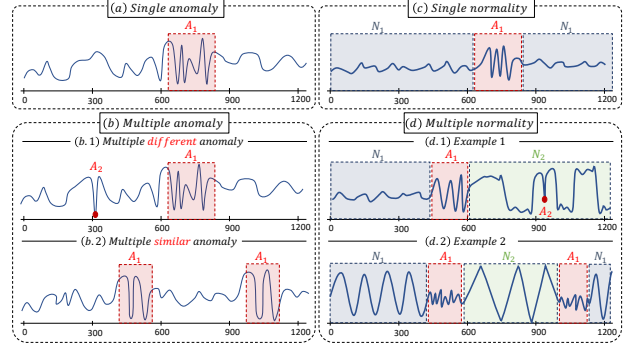 (a) Single anomaly
A1
0 300 600 900 1200
(b) Multiple anomaly
(b.1) Multiple different anomaly
A2
A1
0 300 600 900 1200
(b.2) Multiple similar anomaly
A1 A1
0 300 600 900 1200
(c) Single normality
N1 A1 N1
0 300 600 900 1200
(d) Multiple normality
(d.1) Example 1
N1 A1 N2
A2
0 300 600 900 1200
(d.2) Example 2
N1 A1 N2 A1 N1
0 300 600 900 1200